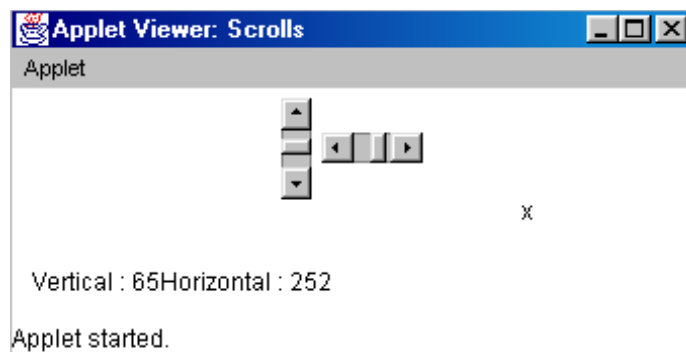 Applet Viewer: Scrolls
Applet
x
Vertical : 65Horizontal : 252
Applet started.